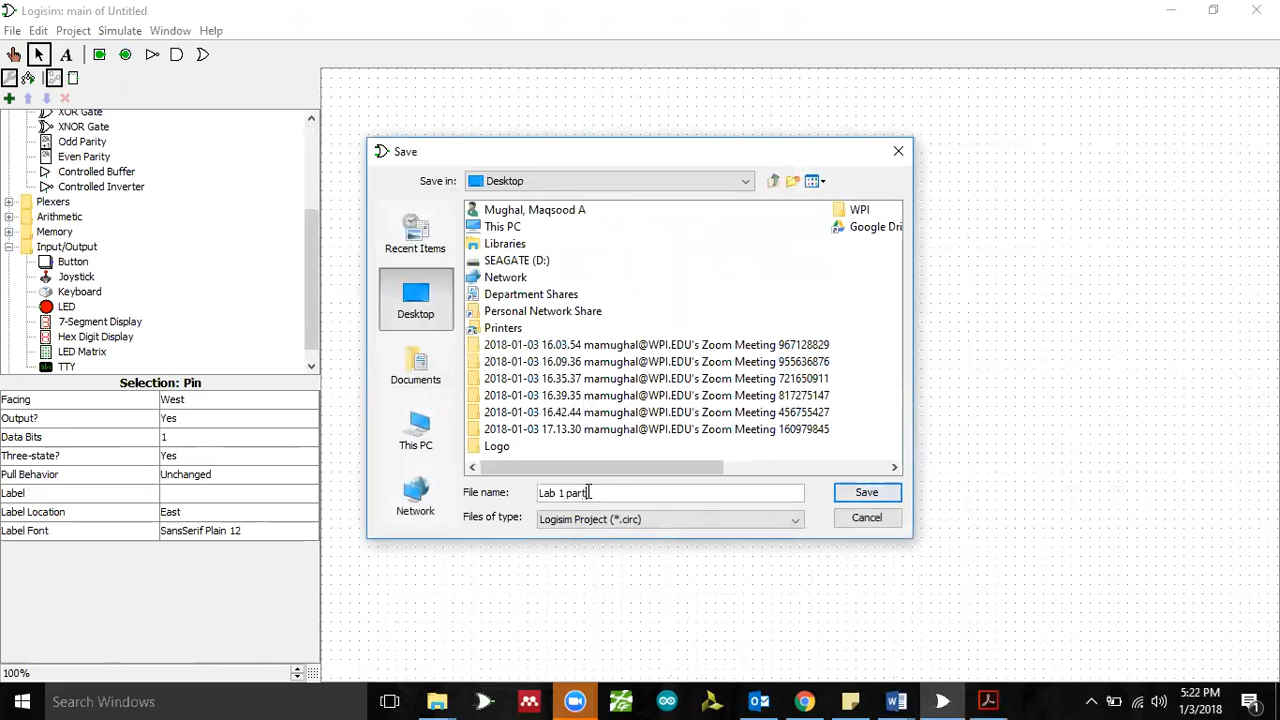 Logisim: main of Untitled
File Edit Project Simulate Window Help
A
XOR Gate
XNOR Gate
Odd Parity
Even Parity
Controlled Buffer
Controlled Inverter
Plexers
Arithmetic
Memory
Input/Output
Button
Joystick
Keyboard
LED
7-Segment Display
Hex Digit Display
LED Matrix
TTY
Selection: Pin
Facing West
Output? Yes
Data Bits 1
Three-state? Yes
Pull Behavior Unchanged
Label
Label Location East
Label Font SansSerif Plain 12
100%
Save
Save in: Desktop
Recent Items
Desktop
Documents
This PC
Network
Mughal, Maqsood A
This PC
Libraries
SEAGATE (D:)
Network
Department Shares
Personal Network Share
Printers
2018-01-03 16.03.54 mamughal@WPI.EDU's Zoom Meeting 967128829
2018-01-03 16.09.36 mamughal@WPI.EDU's Zoom Meeting 955636876
2018-01-03 16.35.37 mamughal@WPI.EDU's Zoom Meeting 721650911
2018-01-03 16.39.35 mamughal@WPI.EDU's Zoom Meeting 817275147
2018-01-03 16.42.44 mamughal@WPI.EDU's Zoom Meeting 456755427
2018-01-03 17.13.30 mamughal@WPI.EDU's Zoom Meeting 160979845
Logo
WPI
Google Dri
File name: Lab 1 part
Save
Files of type: Logisim Project (*.circ)
Cancel
Search Windows
5:22 PM
1/3/2018